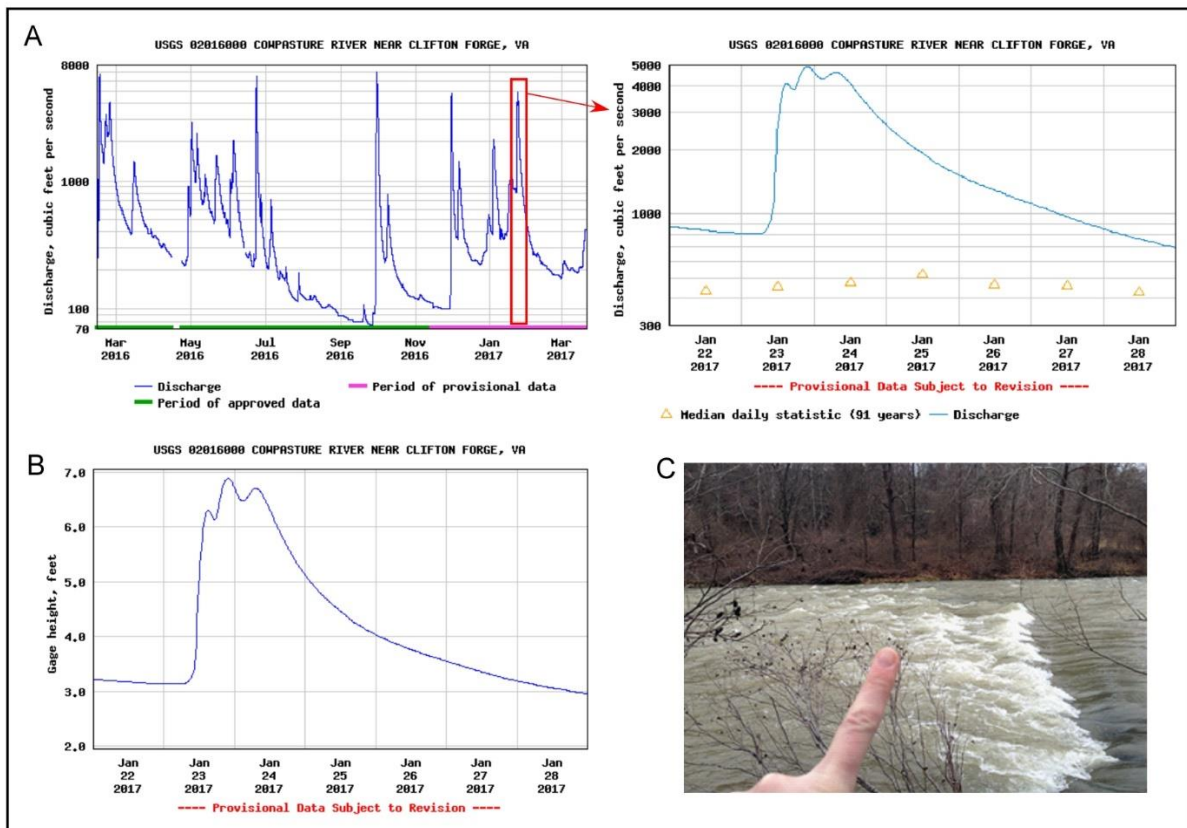 A
USGS 02016000 COWPASTURE RIVER NEAR CLIFTON FORGE, VA
Discharge, cubic feet per second
8000
1000
100
70
Mar May Jul Sep Nov Jan Mar
2016 2016 2016 2016 2016 2017 2017
Discharge Period of provisional data
Period of approved data
USGS 02016000 COWPASTURE RIVER NEAR CLIFTON FORGE, VA
Discharge, cubic feet per second
5000
4000
3000
2000
1000
300
Jan Jan Jan Jan Jan Jan Jan
22 23 24 25 26 27 28
2017 2017 2017 2017 2017 2017 2017
---- Provisional Data Subject to Revision ----
Median daily statistic (91 years) Discharge
B
USGS 02016000 COWPASTURE RIVER NEAR CLIFTON FORGE, VA
Gage height, feet
7.0
6.0
5.0
4.0
3.0
2.0
Jan Jan Jan Jan Jan Jan Jan
22 23 24 25 26 27 28
2017 2017 2017 2017 2017 2017 2017
---- Provisional Data Subject to Revision ----
C